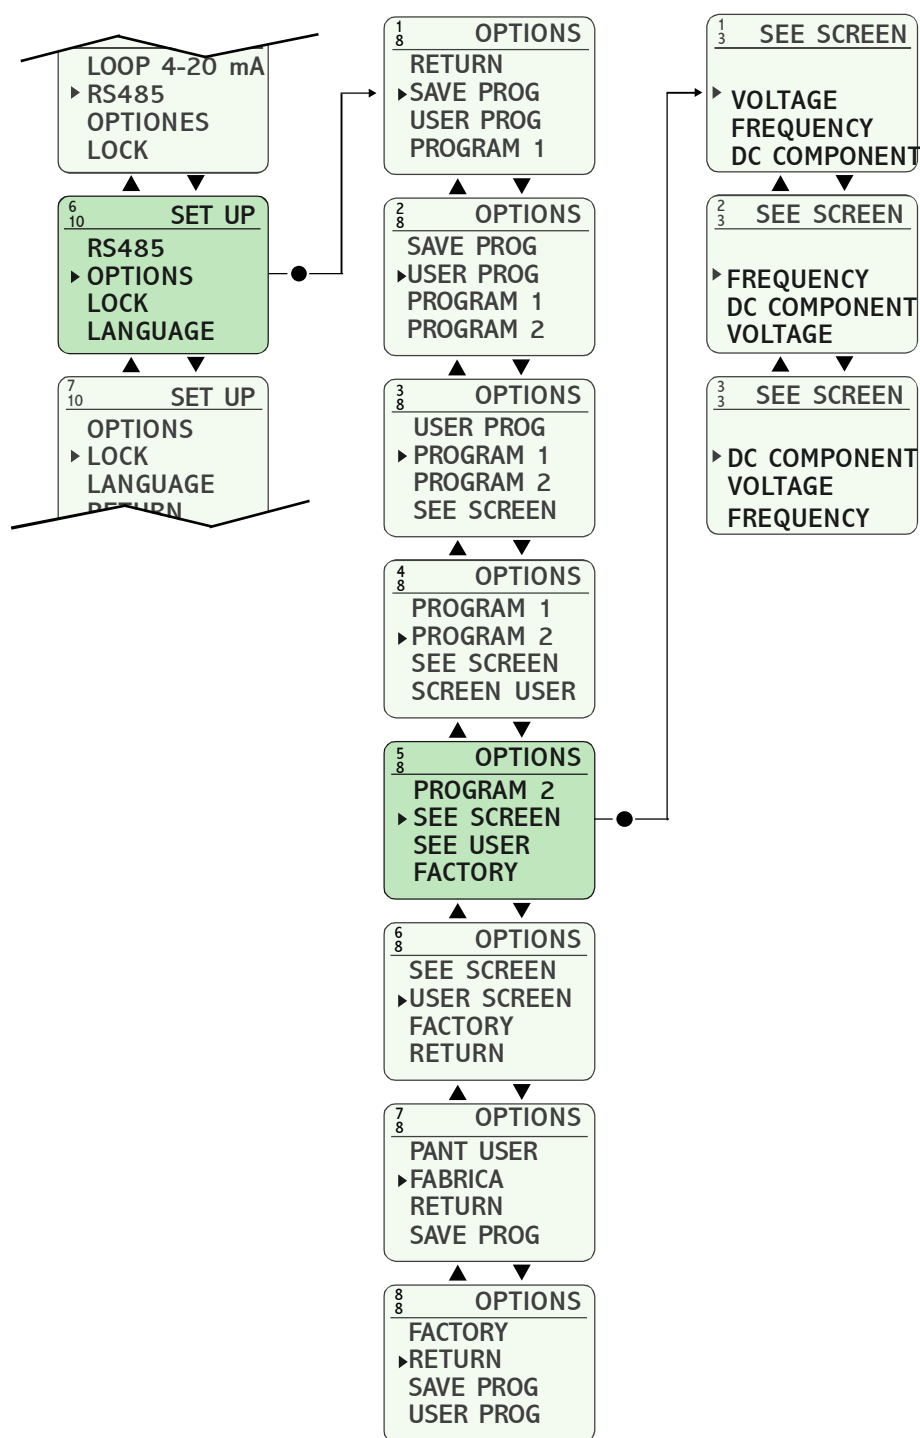 LOOP 4-20 mA
RS485
OPTIONES
LOCK
6
10
SET UP
RS485
OPTIONS
LOCK
LANGUAGE
7
10
SET UP
OPTIONS
LOCK
LANGUAGE
RETURN
1
8
OPTIONS
RETURN
SAVE PROG
USER PROG
PROGRAM 1
2
8
OPTIONS
SAVE PROG
USER PROG
PROGRAM 1
PROGRAM 2
3
8
OPTIONS
USER PROG
PROGRAM 1
PROGRAM 2
SEE SCREEN
4
8
OPTIONS
PROGRAM 1
PROGRAM 2
SEE SCREEN
SCREEN USER
5
8
OPTIONS
PROGRAM 2
SEE SCREEN
SEE USER
FACTORY
6
8
OPTIONS
SEE SCREEN
USER SCREEN
FACTORY
RETURN
7
8
OPTIONS
PANT USER
FABRICA
RETURN
SAVE PROG
8
8
OPTIONS
FACTORY
RETURN
SAVE PROG
USER PROG
1
3
SEE SCREEN
VOLTAGE
FREQUENCY
DC COMPONENT
2
3
SEE SCREEN
FREQUENCY
DC COMPONENT
VOLTAGE
3
3
SEE SCREEN
DC COMPONENT
VOLTAGE
FREQUENCY